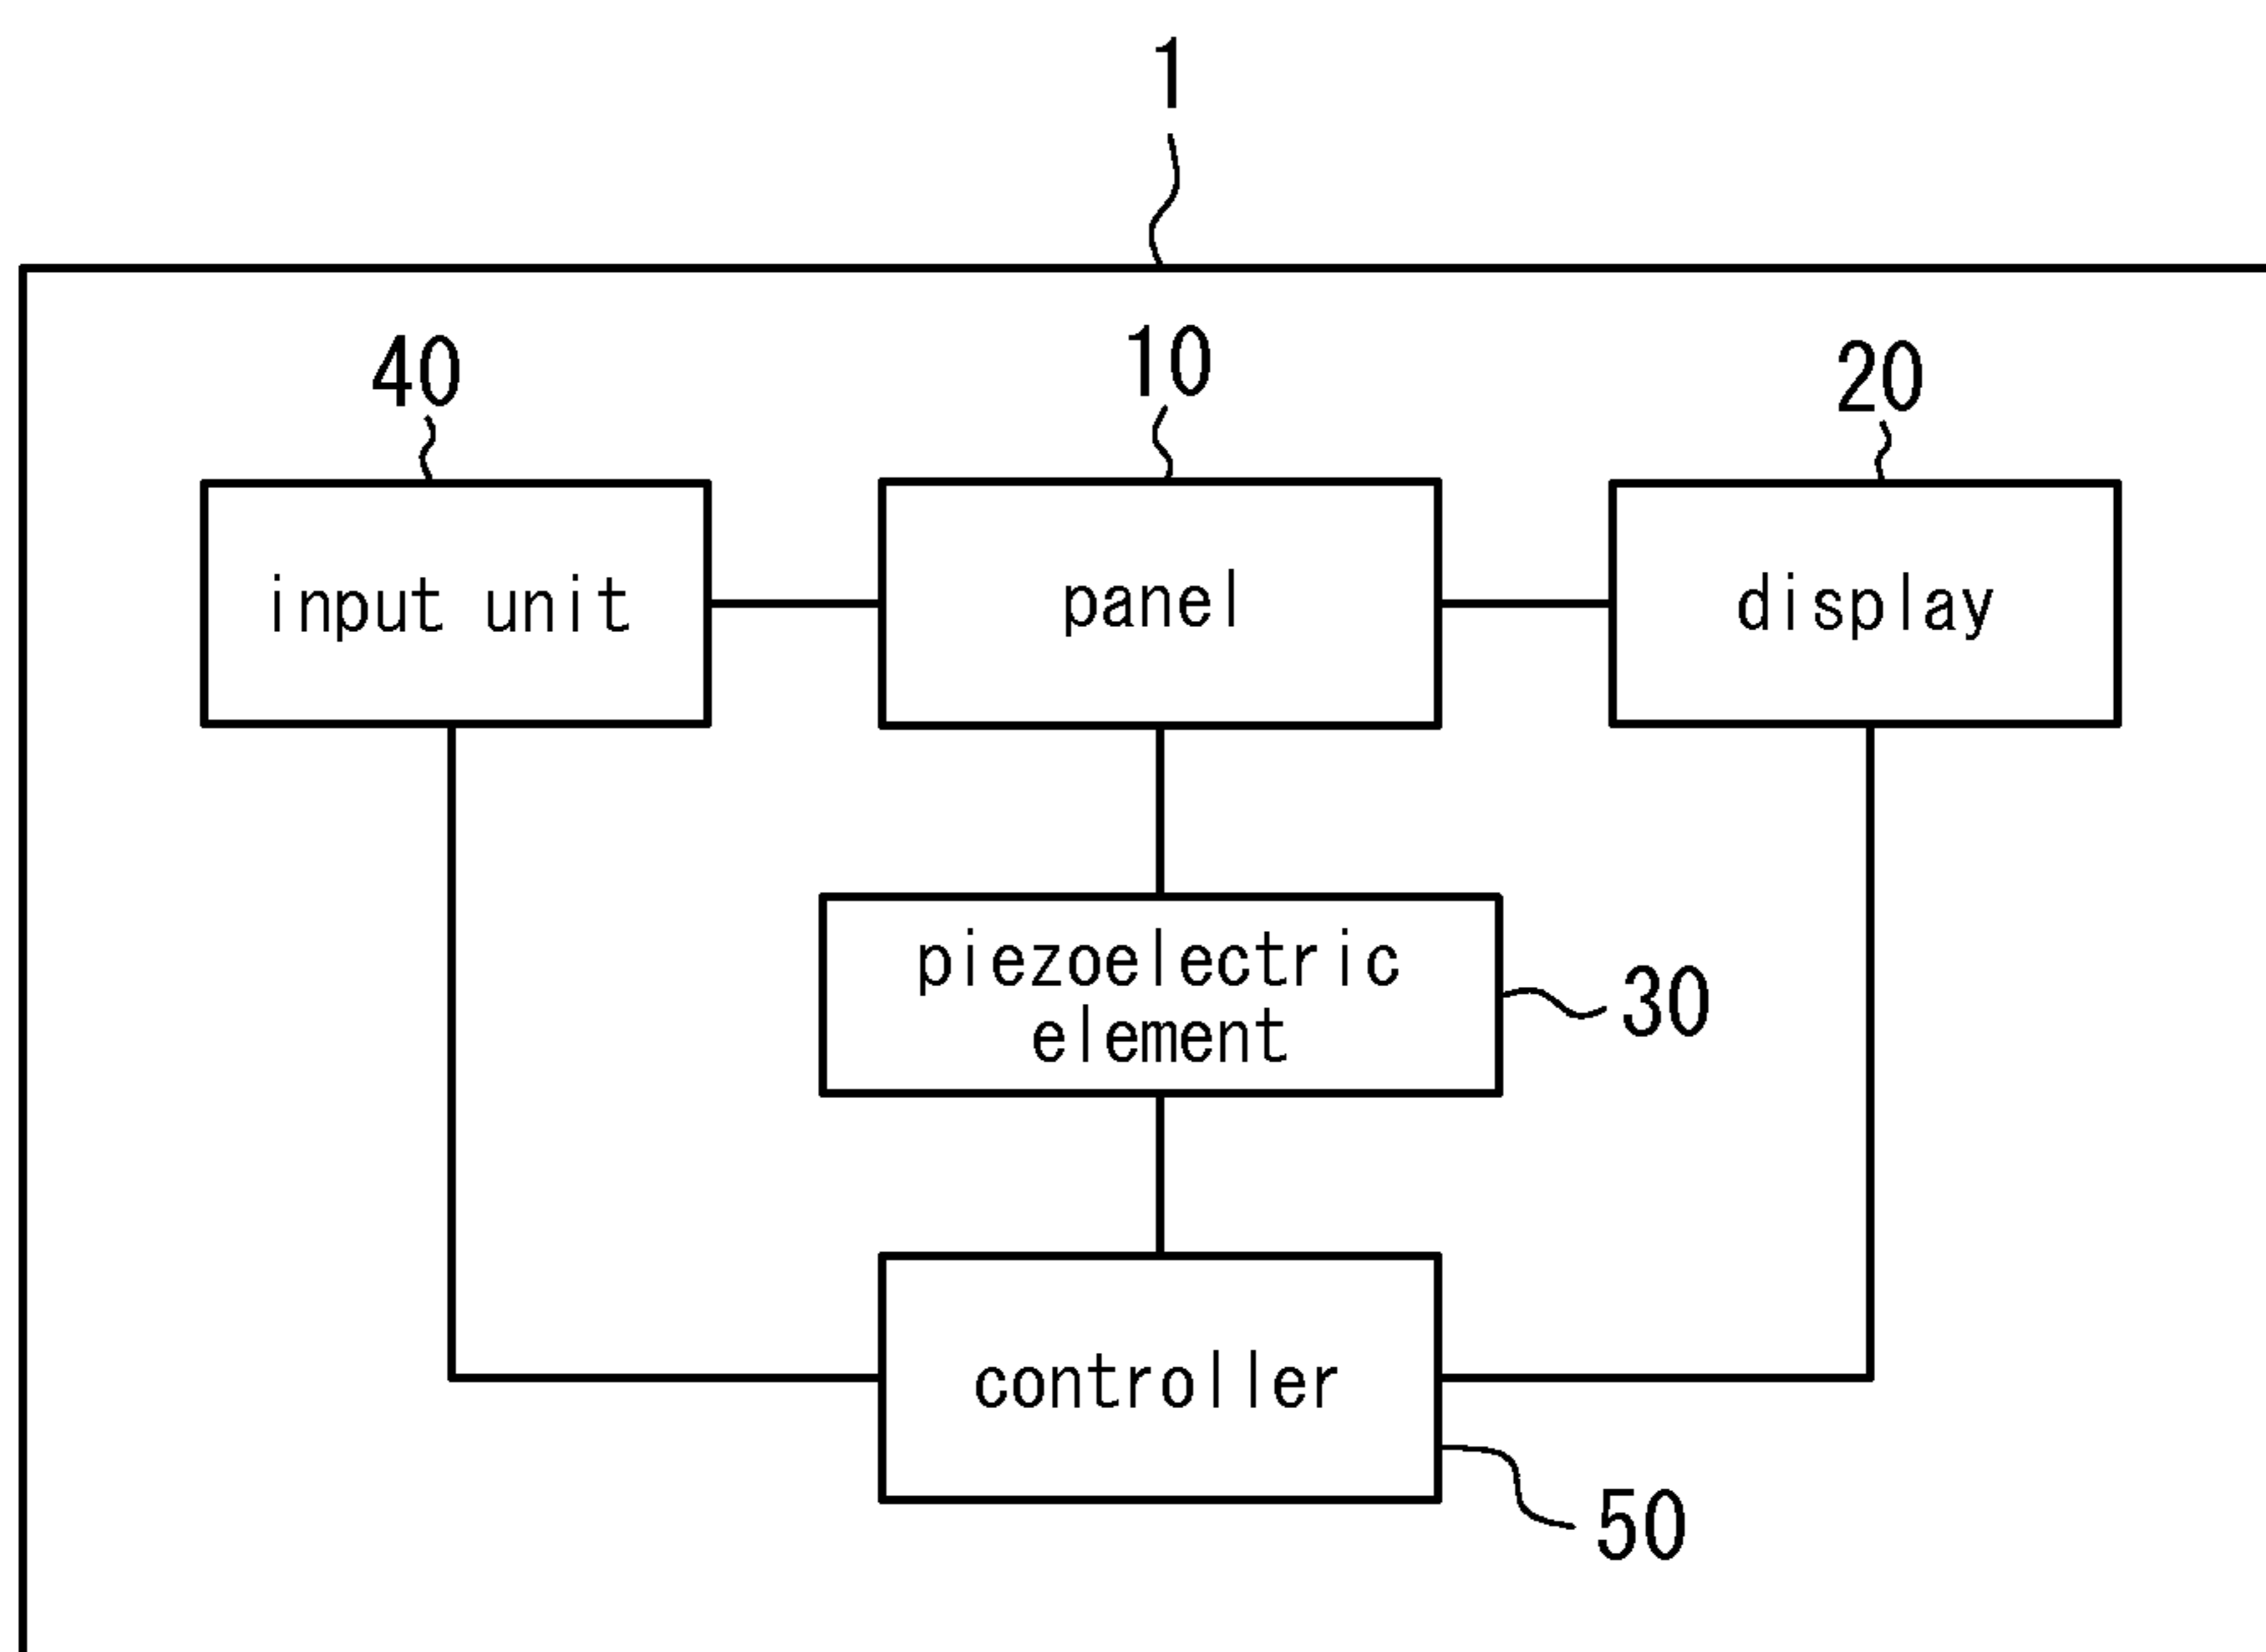 1
40
10
20
input unit
panel
display
piezoelectric
element
30
controller
50